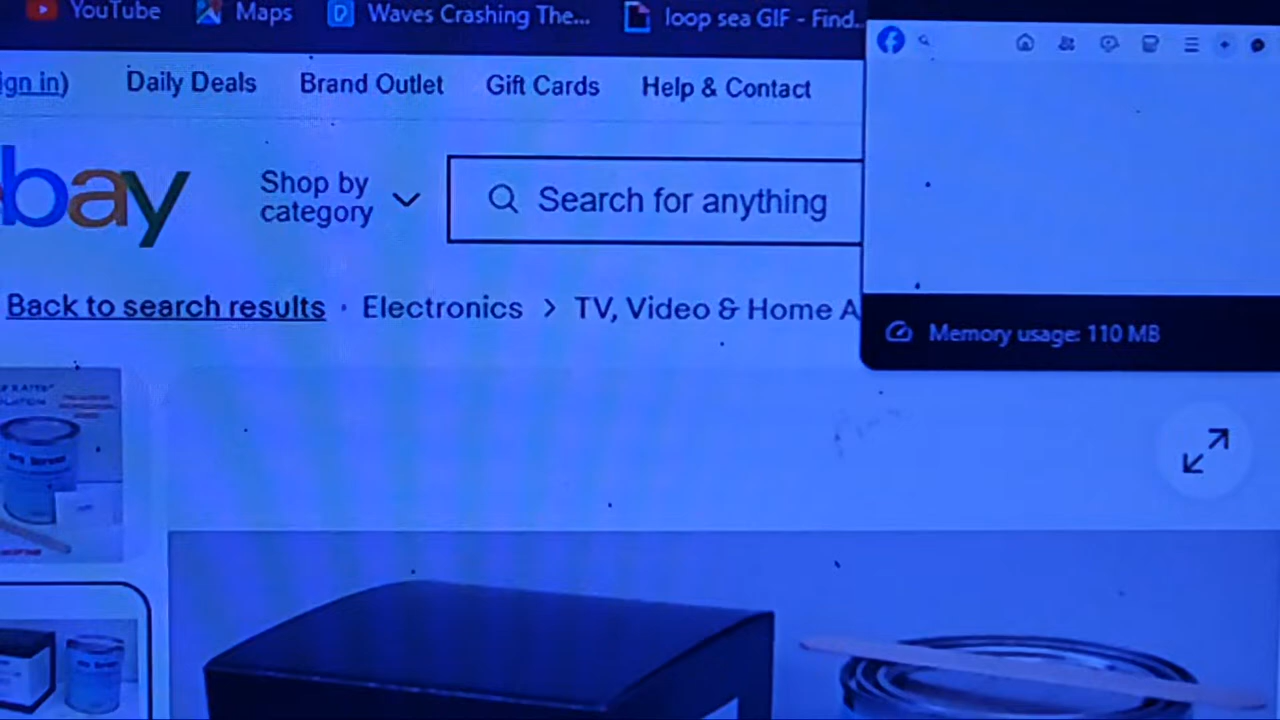 YouTube Maps Waves Crashing The... loop sea GIF - Find...
gn in) Daily Deals Brand Outlet Gift Cards Help & Contact
bay
Shop by
category
Search for anything
Memory usage: 110 MB
Back to search results · Electronics > TV, Video & Home A